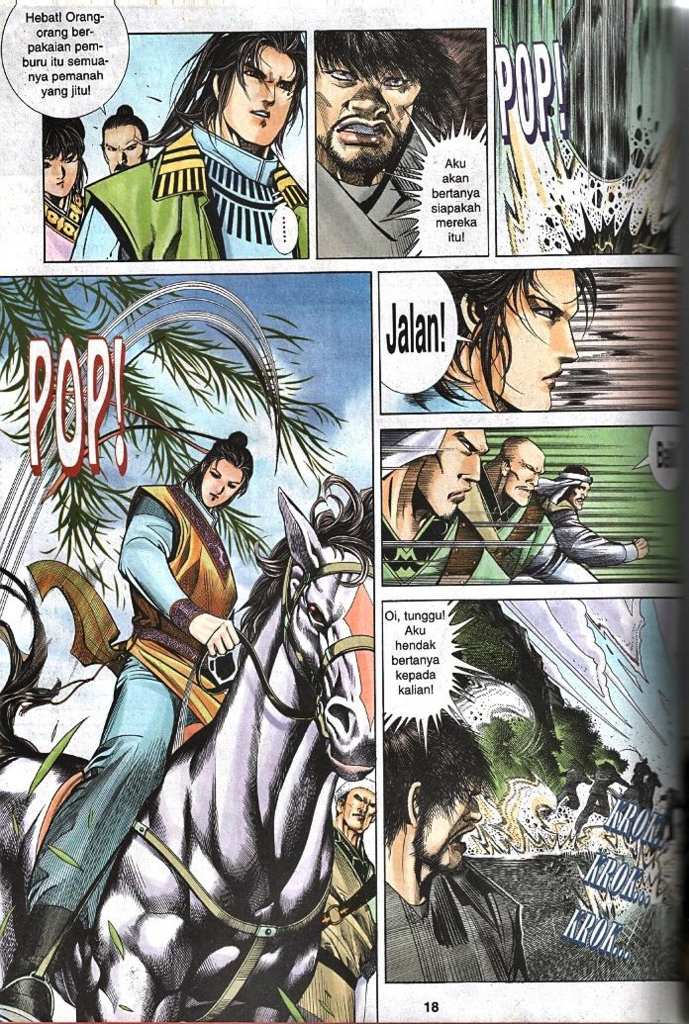 Hebat! Orang-
orang ber-
pakaian pem-
buru itu semua-
nya pemanah
yang jitu!
......
Aku
akan
bertanya
siapakah
mereka
itu!
POP!
POP!
Jalan!
Oi, tunggu!
Aku
hendak
bertanya
kepada
kalian!
KROK..
KROK...
KROK...
18